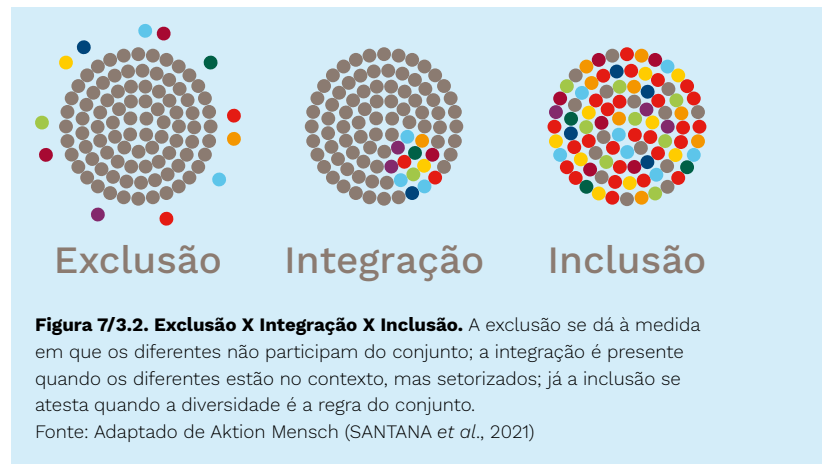 Exclusão Integração Inclusão
Figura 7/3.2. Exclusão X Integração X Inclusão. A exclusão se dá à medida
em que os diferentes não participam do conjunto; a integração é presente
quando os diferentes estão no contexto, mas setorizados; já a inclusão se
atesta quando a diversidade é a regra do conjunto.
Fonte: Adaptado de Aktion Mensch (SANTANA et al., 2021)